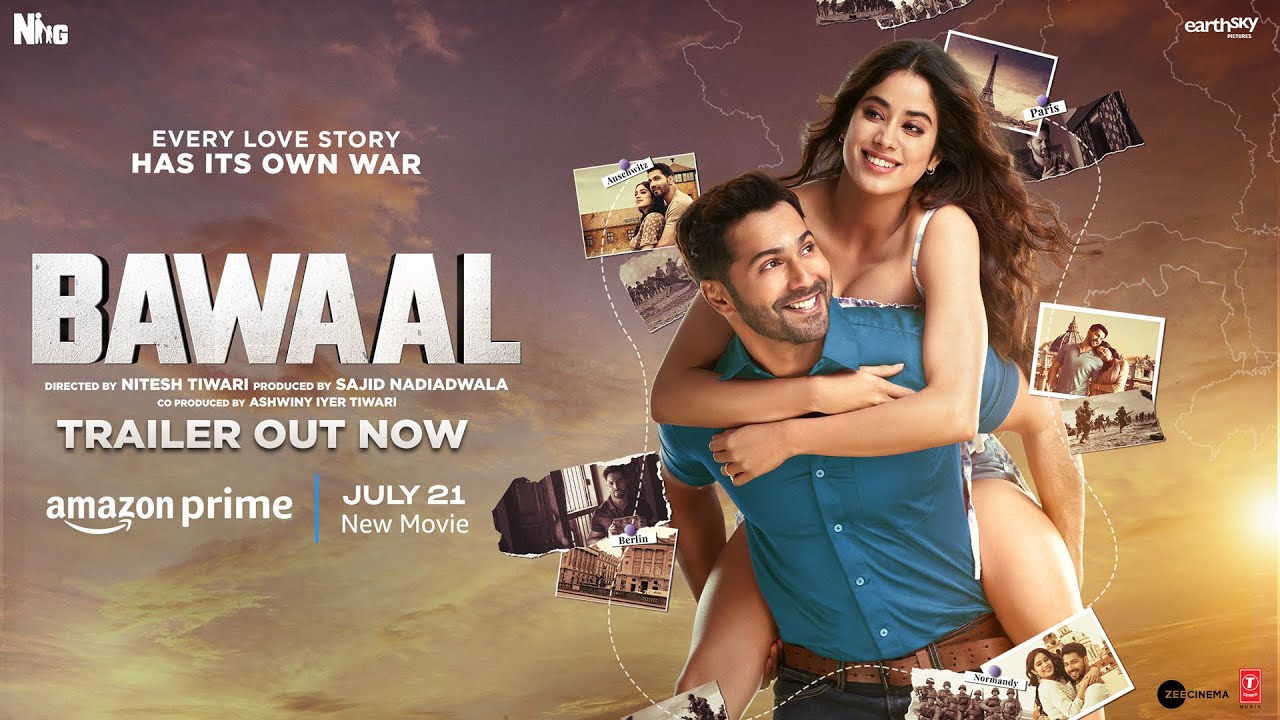 NG
earthsky
PICTURES
EVERY LOVE STORY
HAS ITS OWN WAR
BAWAAL
DIRECTED BY NITESH TIWARI PRODUCED BY SAJID NADIADWALA
CO PRODUCED BY ASHWINY IYER TIWARI
TRAILER OUT NOW
amazon prime
JULY 21
New Movie
Auschwitz
Paris
Berlin
Normandy
ZEECINEMA
T
SERIES
MUSIC